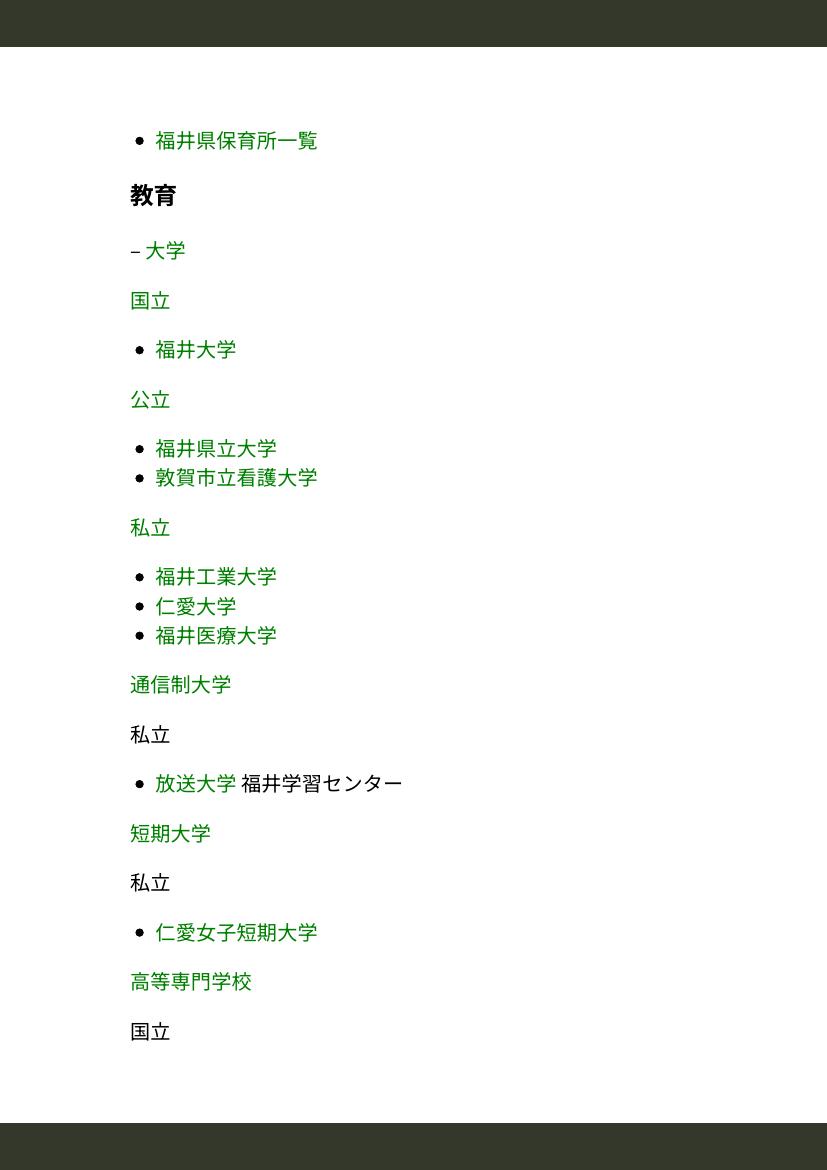 • 福井県保育所一覧
教育
– 大学
国立
• 福井大学
公立
• 福井県立大学
• 敦賀市立看護大学
私立
• 福井工業大学
• 仁愛大学
• 福井医療大学
通信制大学
私立
• 放送大学 福井学習センター
短期大学
私立
• 仁愛女子短期大学
高等専門学校
国立